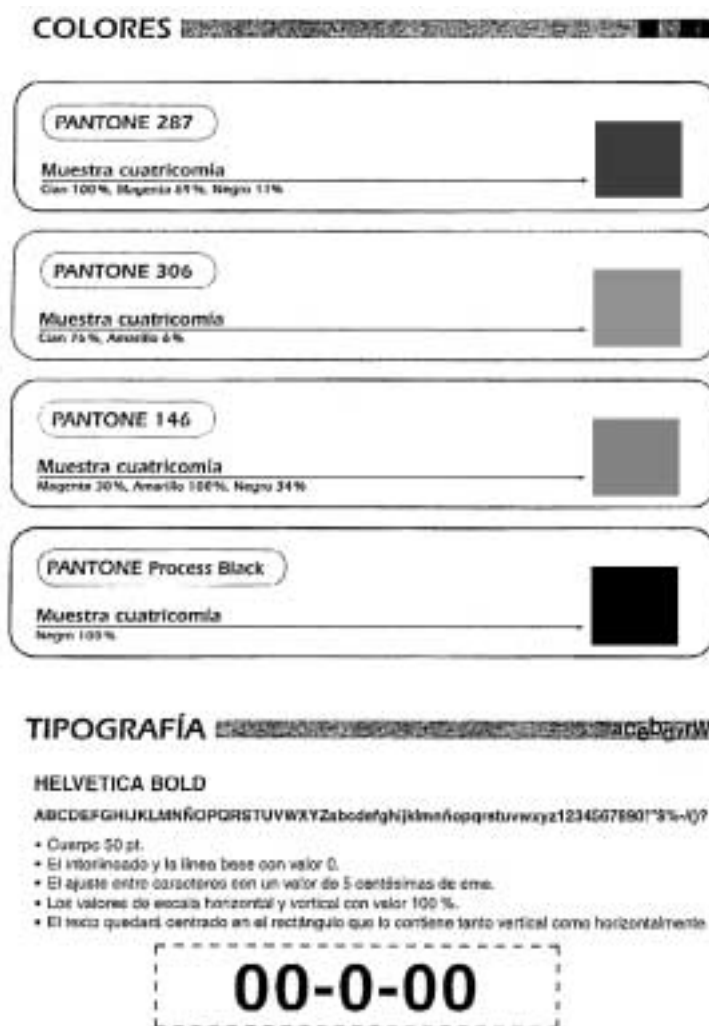 COLORES
PANTONE 287
Muestra cuatricomía
Cian 100%, Magenta 69%, Negro 11%
PANTONE 306
Muestra cuatricomía
Cian 76%, Amarillo 6%
PANTONE 146
Muestra cuatricomía
Magenta 30%, Amarillo 100%, Negro 34%
PANTONE Process Black
Muestra cuatricomía
Negro 100%
TIPOGRAFÍA
HELVETICA BOLD
ABCDEFGHIJKLMNÑOPQRSTUVWXYZabcdefghijklmnñopqrstuvwxyz1234567890!"$%-/()?
• Cuerpo 50 pt.
• El interlineado y la línea base con valor 0.
• El ajuste entre caracteres con un valor de 5 centésimas de eme.
• Los valores de escala horizontal y vertical con valor 100 %.
• El texto quedará centrado en el rectángulo que lo contiene tanto vertical como horizontalmente
00-0-00